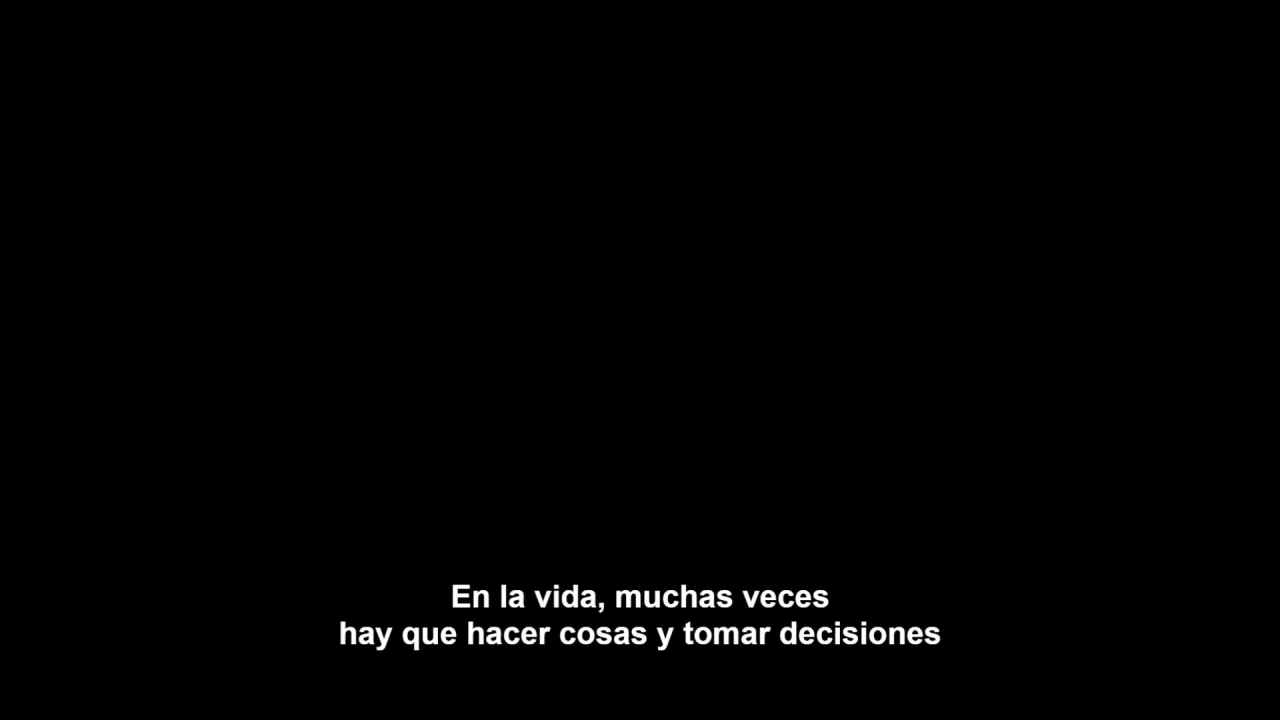 En la vida, muchas veces
hay que hacer cosas y tomar decisiones